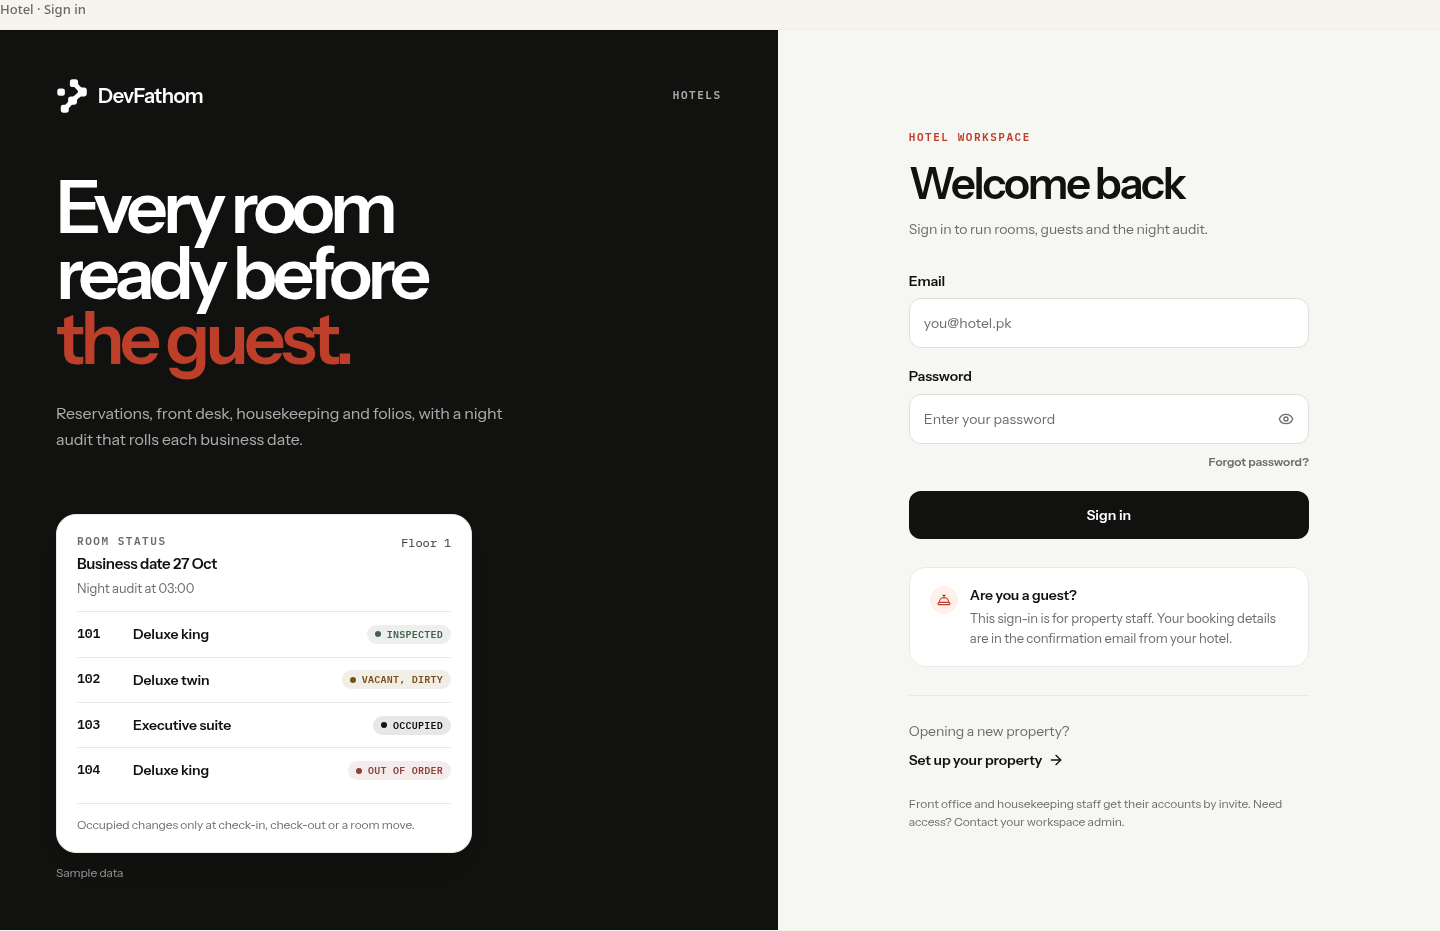 Hotel · Sign in
DevFathom
HOTELS
Every room
ready before
the guest.
Reservations, front desk, housekeeping and folios, with a night
audit that rolls each business date.
ROOM STATUS
Floor 1
Business date 27 Oct
Night audit at 03:00
101 Deluxe king INSPECTED
102 Deluxe twin VACANT, DIRTY
103 Executive suite OCCUPIED
104 Deluxe king OUT OF ORDER
Occupied changes only at check-in, check-out or a room move.
Sample data
HOTEL WORKSPACE
Welcome back
Sign in to run rooms, guests and the night audit.
Email
you@hotel.pk
Password
Enter your password
Forgot password?
Sign in
Are you a guest?
This sign-in is for property staff. Your booking details
are in the confirmation email from your hotel.
Opening a new property?
Set up your property →
Front office and housekeeping staff get their accounts by invite. Need
access? Contact your workspace admin.